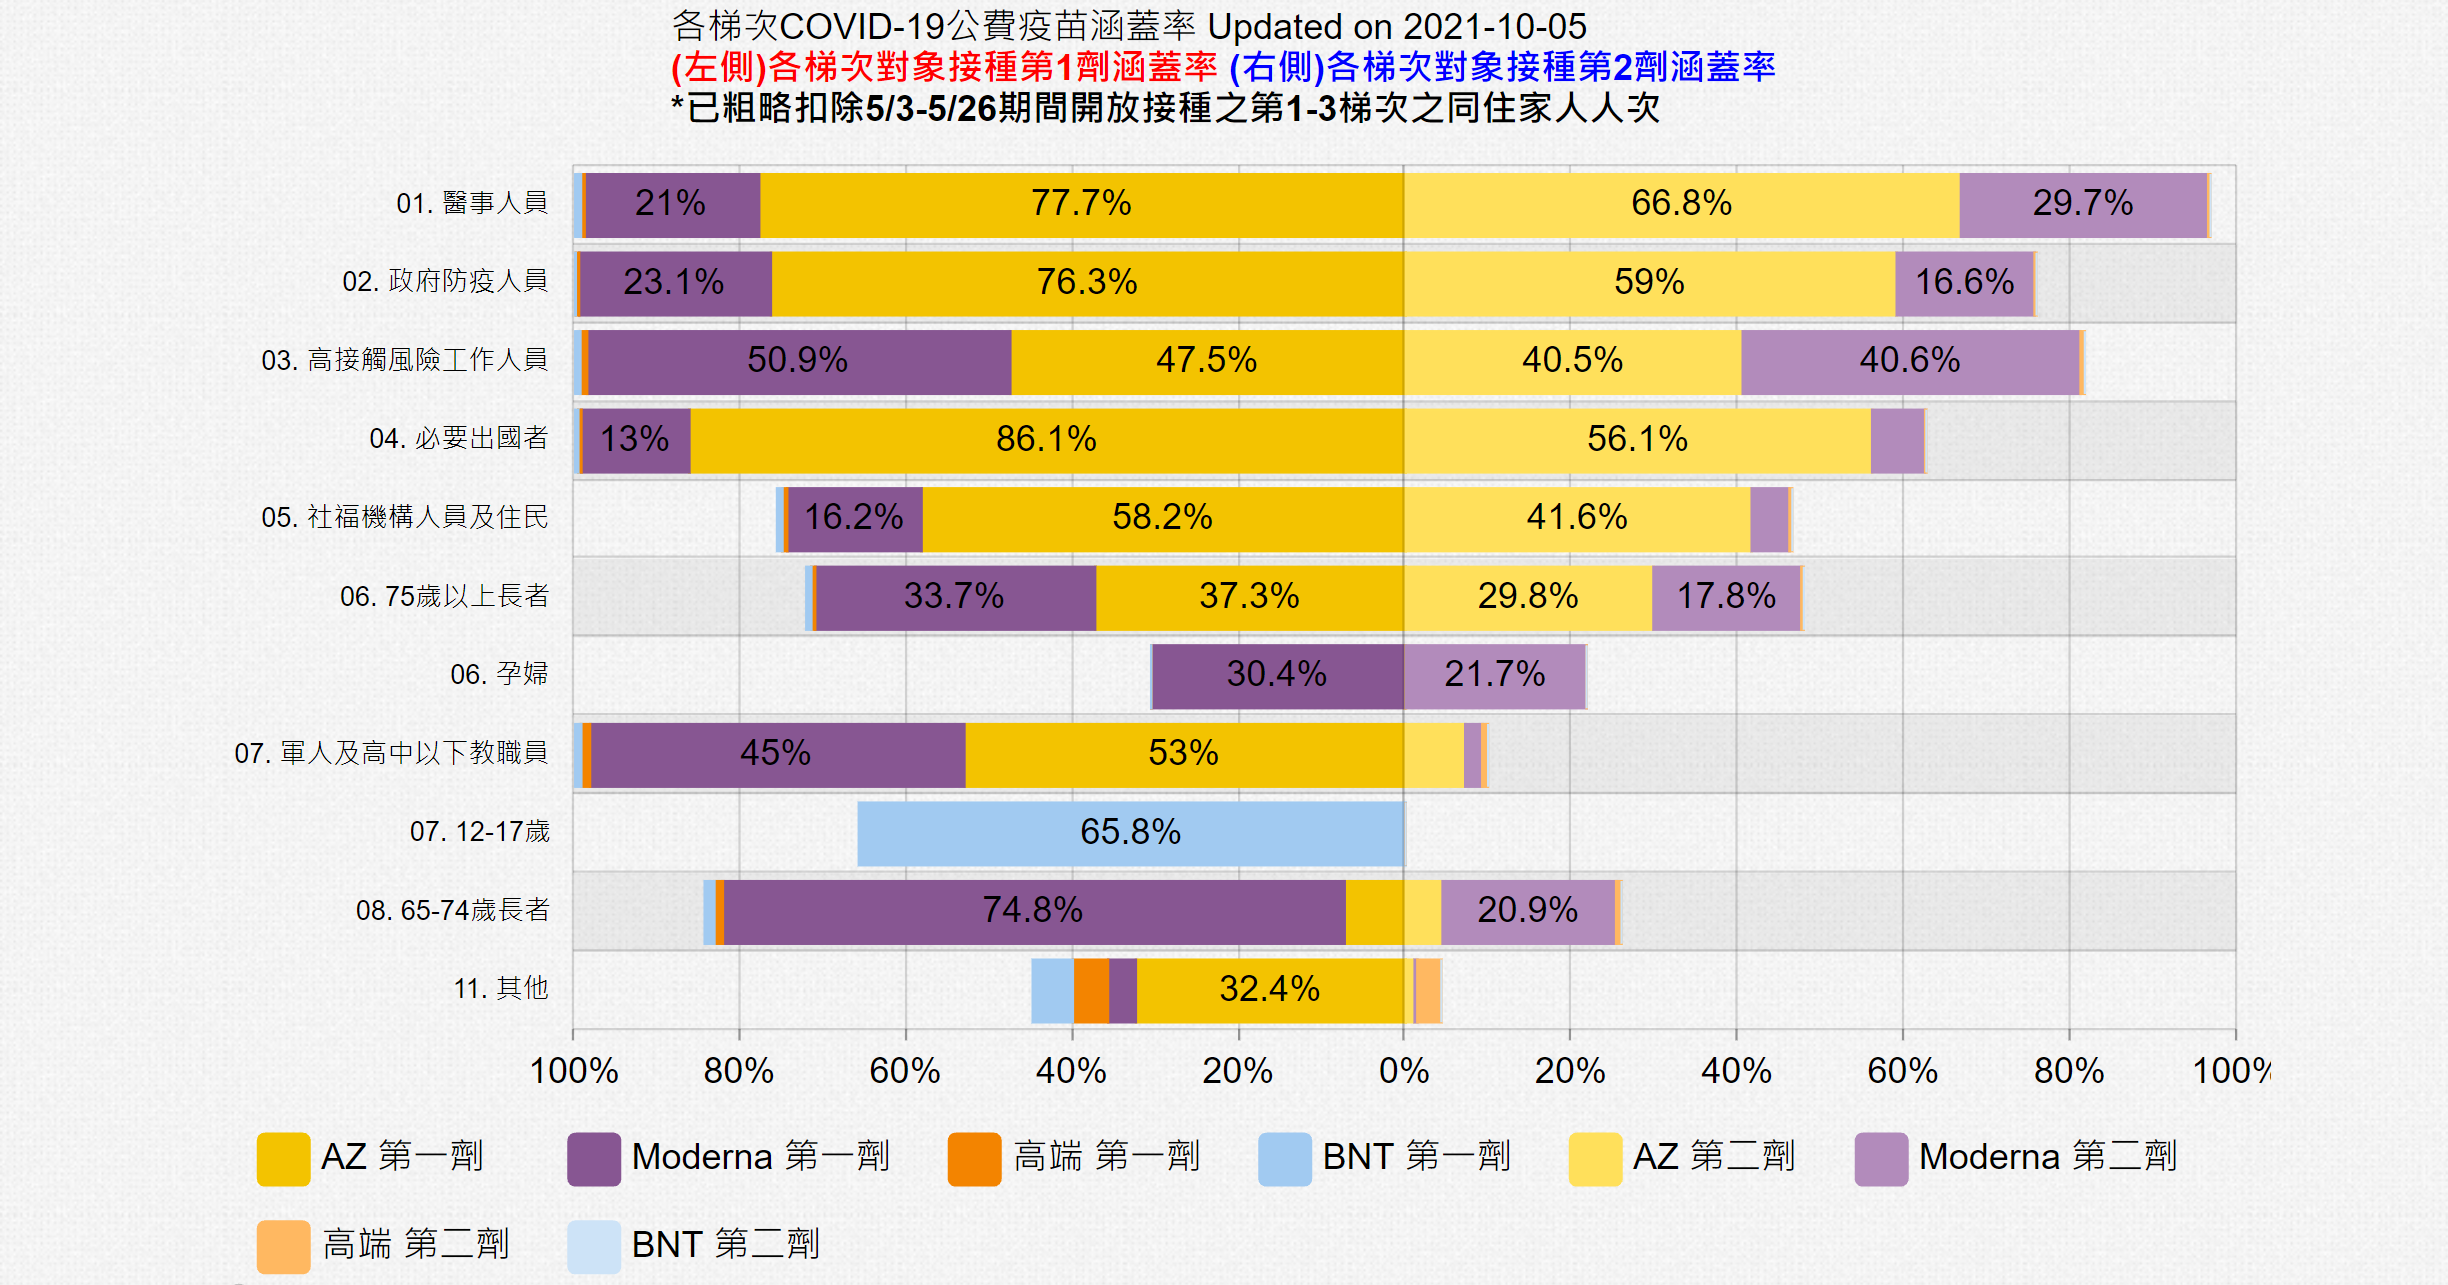 各梯次COVID-19公費疫苗涵蓋率 Updated on 2021-10-05
(左側)各梯次對象接種第1劑涵蓋率 (右側)各梯次對象接種第2劑涵蓋率
*已粗略扣除5/3-5/26期間開放接種之第1-3梯次之同住家人人次
01. 醫事人員 21% 77.7% 66.8% 29.7%
02. 政府防疫人員 23.1% 76.3% 59% 16.6%
03. 高接觸風險工作人員 50.9% 47.5% 40.5% 40.6%
04. 必要出國者 13% 86.1% 56.1%
05. 社福機構人員及住民 16.2% 58.2% 41.6%
06. 75歲以上長者 33.7% 37.3% 29.8% 17.8%
06. 孕婦 30.4% 21.7%
07. 軍人及高中以下教職員 45% 53%
07. 12-17歲 65.8%
08. 65-74歲長者 74.8% 20.9%
11. 其他 32.4%
100% 80% 60% 40% 20% 0% 20% 40% 60% 80% 100%
AZ 第一劑 Moderna 第一劑 高端 第一劑 BNT 第一劑 AZ 第二劑 Moderna 第二劑
高端 第二劑 BNT 第二劑